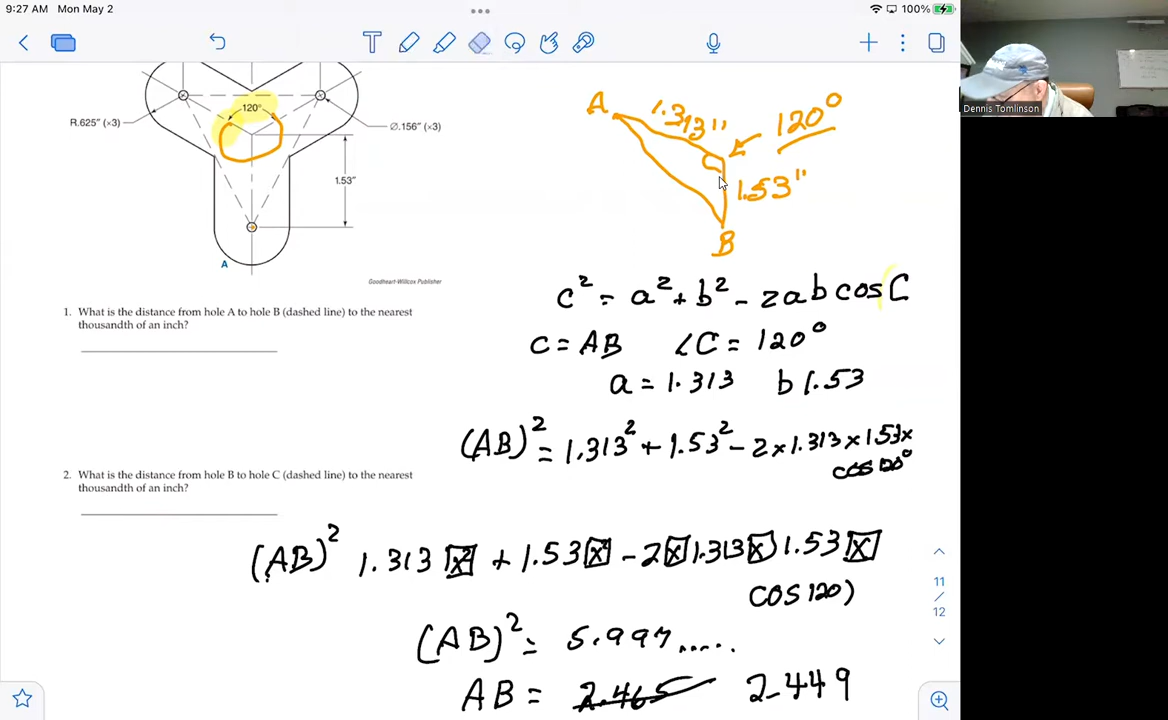 9:27 AM Mon May 2
100%
Dennis Tomlinson
120°
R.625" (×3)
Ø.156" (×3)
1.53"
A
Goodheart-Willcox Publisher
A
1.313"
120°
1.53"
B
c² = a² + b² - 2abcosC
c = AB ∠C = 120°
a = 1.313 b 1.53
1. What is the distance from hole A to hole B (dashed line) to the nearest
thousandth of an inch?
(AB)² = 1.313² + 1.53² - 2 × 1.313 × 1.53 ×
cos 120°
2. What is the distance from hole B to hole C (dashed line) to the nearest
thousandth of an inch?
(AB)² 1.313 x² + 1.53 x² - 2 x 1.313 x 1.53 x
COS 120)
(AB)² = 5.997.....
AB = 2.465 2.449
11
/
12